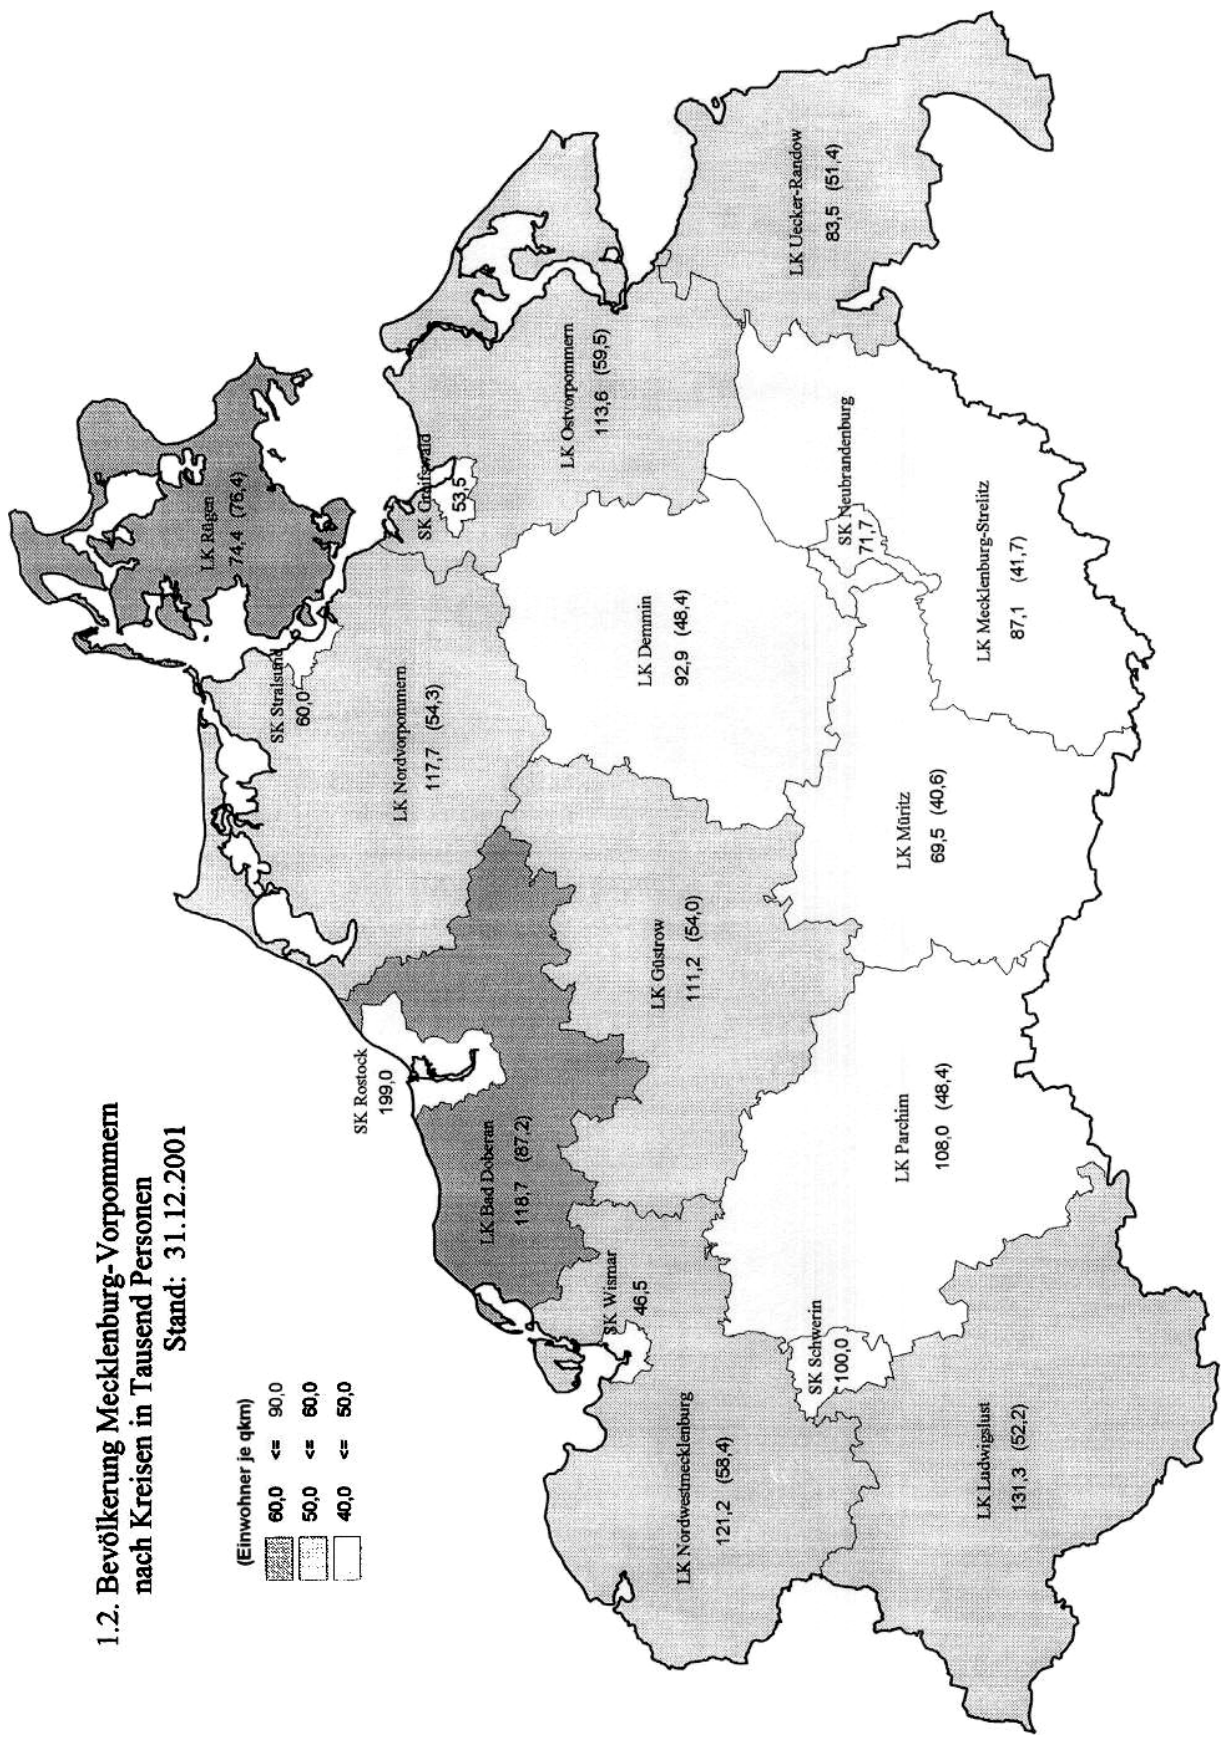 1.2. Bevölkerung Mecklenburg-Vorpommern
nach Kreisen in Tausend Personen
Stand: 31.12.2001
(Einwohner je qkm)
60,0 <= 90,0
50,0 <= 60,0
40,0 <= 50,0
LK Rügen
74,4 (76,4)
SK Stralsund
60,0
SK Greifswald
53,5
LK Nordvorpommern
117,7 (54,3)
LK Ostvorpommern
113,6 (59,5)
SK Rostock
199,0
LK Bad Doberan
118,7 (87,2)
SK Wismar
46,5
LK Nordwestmecklenburg
121,2 (58,4)
LK Güstrow
111,2 (54,0)
LK Demmin
92,9 (48,4)
LK Uecker-Randow
83,5 (51,4)
SK Neubrandenburg
71,7
SK Schwerin
100,0
LK Parchim
108,0 (48,4)
LK Müritz
69,5 (40,6)
LK Mecklenburg-Strelitz
87,1 (41,7)
LK Ludwigslust
131,3 (52,2)